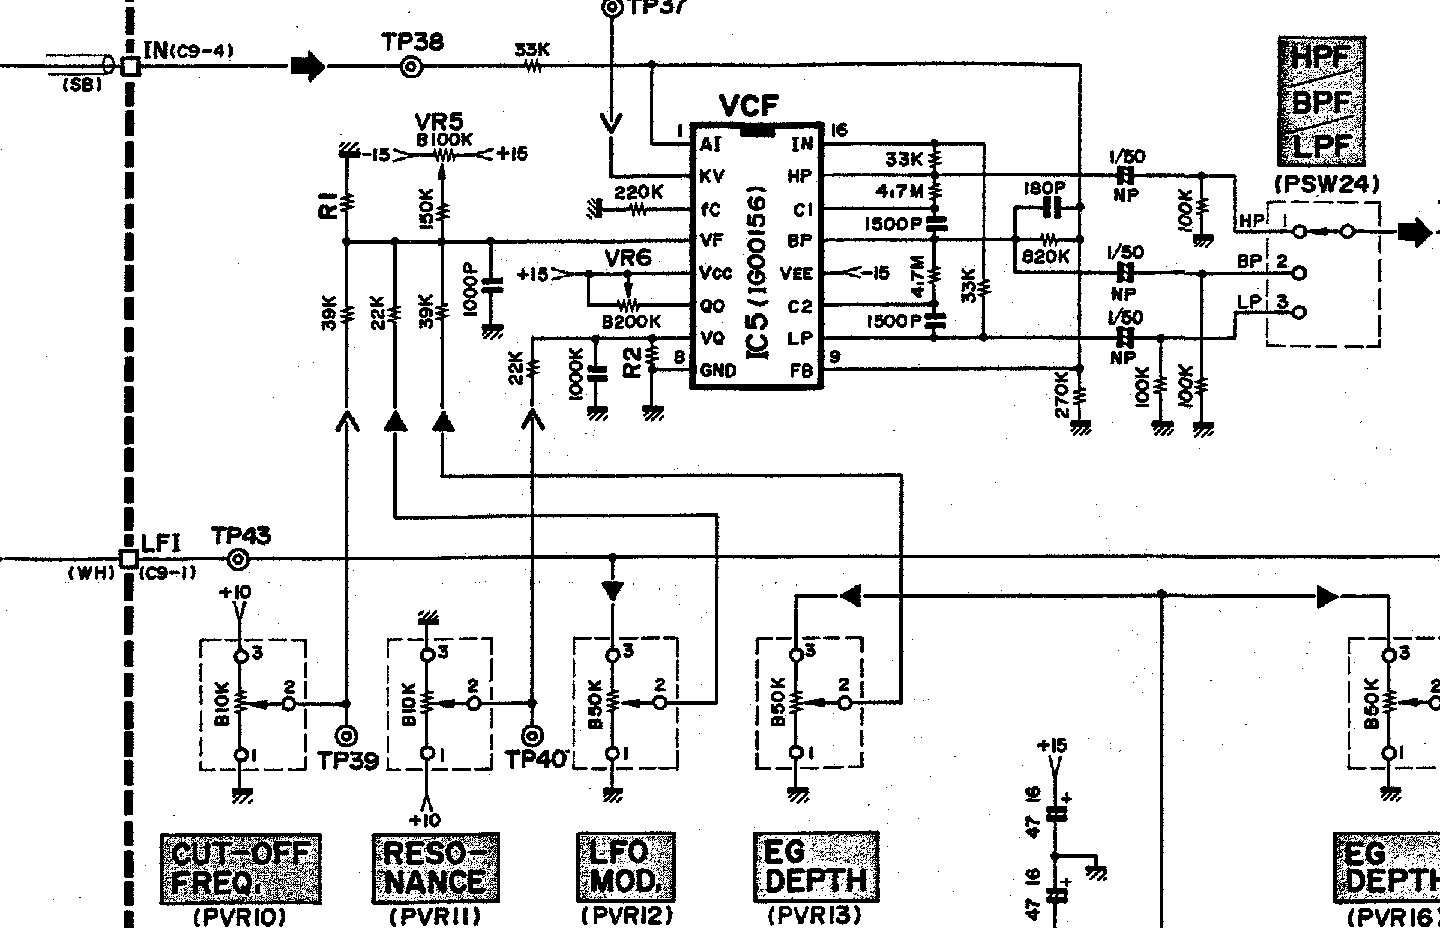 TP37
IN(C9-4)
(SB)
TP38
33K
HPF
BPF
LPF
(PSW24)
VCF
VR5
B100K
-15
+15
R1
150K
220K
1
AI
KV
fC
VF
VCC
QO
VQ
8
GND
IC5(IG00156)
16
IN
HP
C1
BP
VEE
C2
LP
9
FB
33K
4.7M
1500P
-15
4.7M
1500P
33K
180P
820K
1/50
NP
1/50
NP
1/50
NP
100K
HP 1
BP 2
LP 3
+15
VR6
B200K
39K
22K
39K
1000P
22K
1000K
R2
270K
100K
100K
LFI
(WH)
(C9-1)
TP43
+10
3
B10K
2
1
TP39
3
B10K
2
1
+10
TP40
3
B50K
2
1
3
B50K
2
1
3
B50K
2
1
+15
47 16
+
47 16
+
CUT-OFF
FREQ.
(PVR10)
RESO-
NANCE
(PVR11)
LFO
MOD.
(PVR12)
EG
DEPTH
(PVR13)
EG
DEPTH
(PVR16)